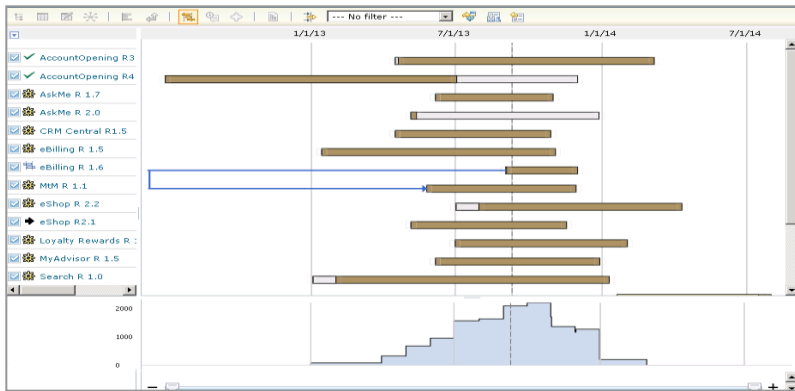 --- No filter ---
1/1/13 7/1/13 1/1/14 7/1/14
AccountOpening R3
AccountOpening R4
AskMe R 1.7
AskMe R 2.0
CRM Central R1.5
eBilling R 1.5
eBilling R 1.6
MtM R 1.1
eShop R 2.2
eShop R2.1
Loyalty Rewards R
MyAdvisor R 1.5
Search R 1.0
2000
1000
0